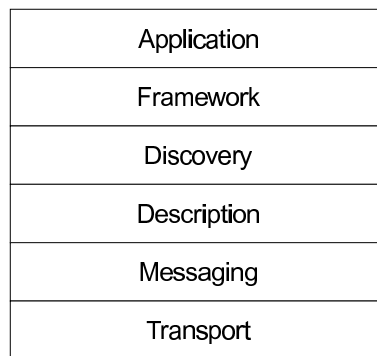 Application
Framework
Discovery
Description
Messaging
Transport